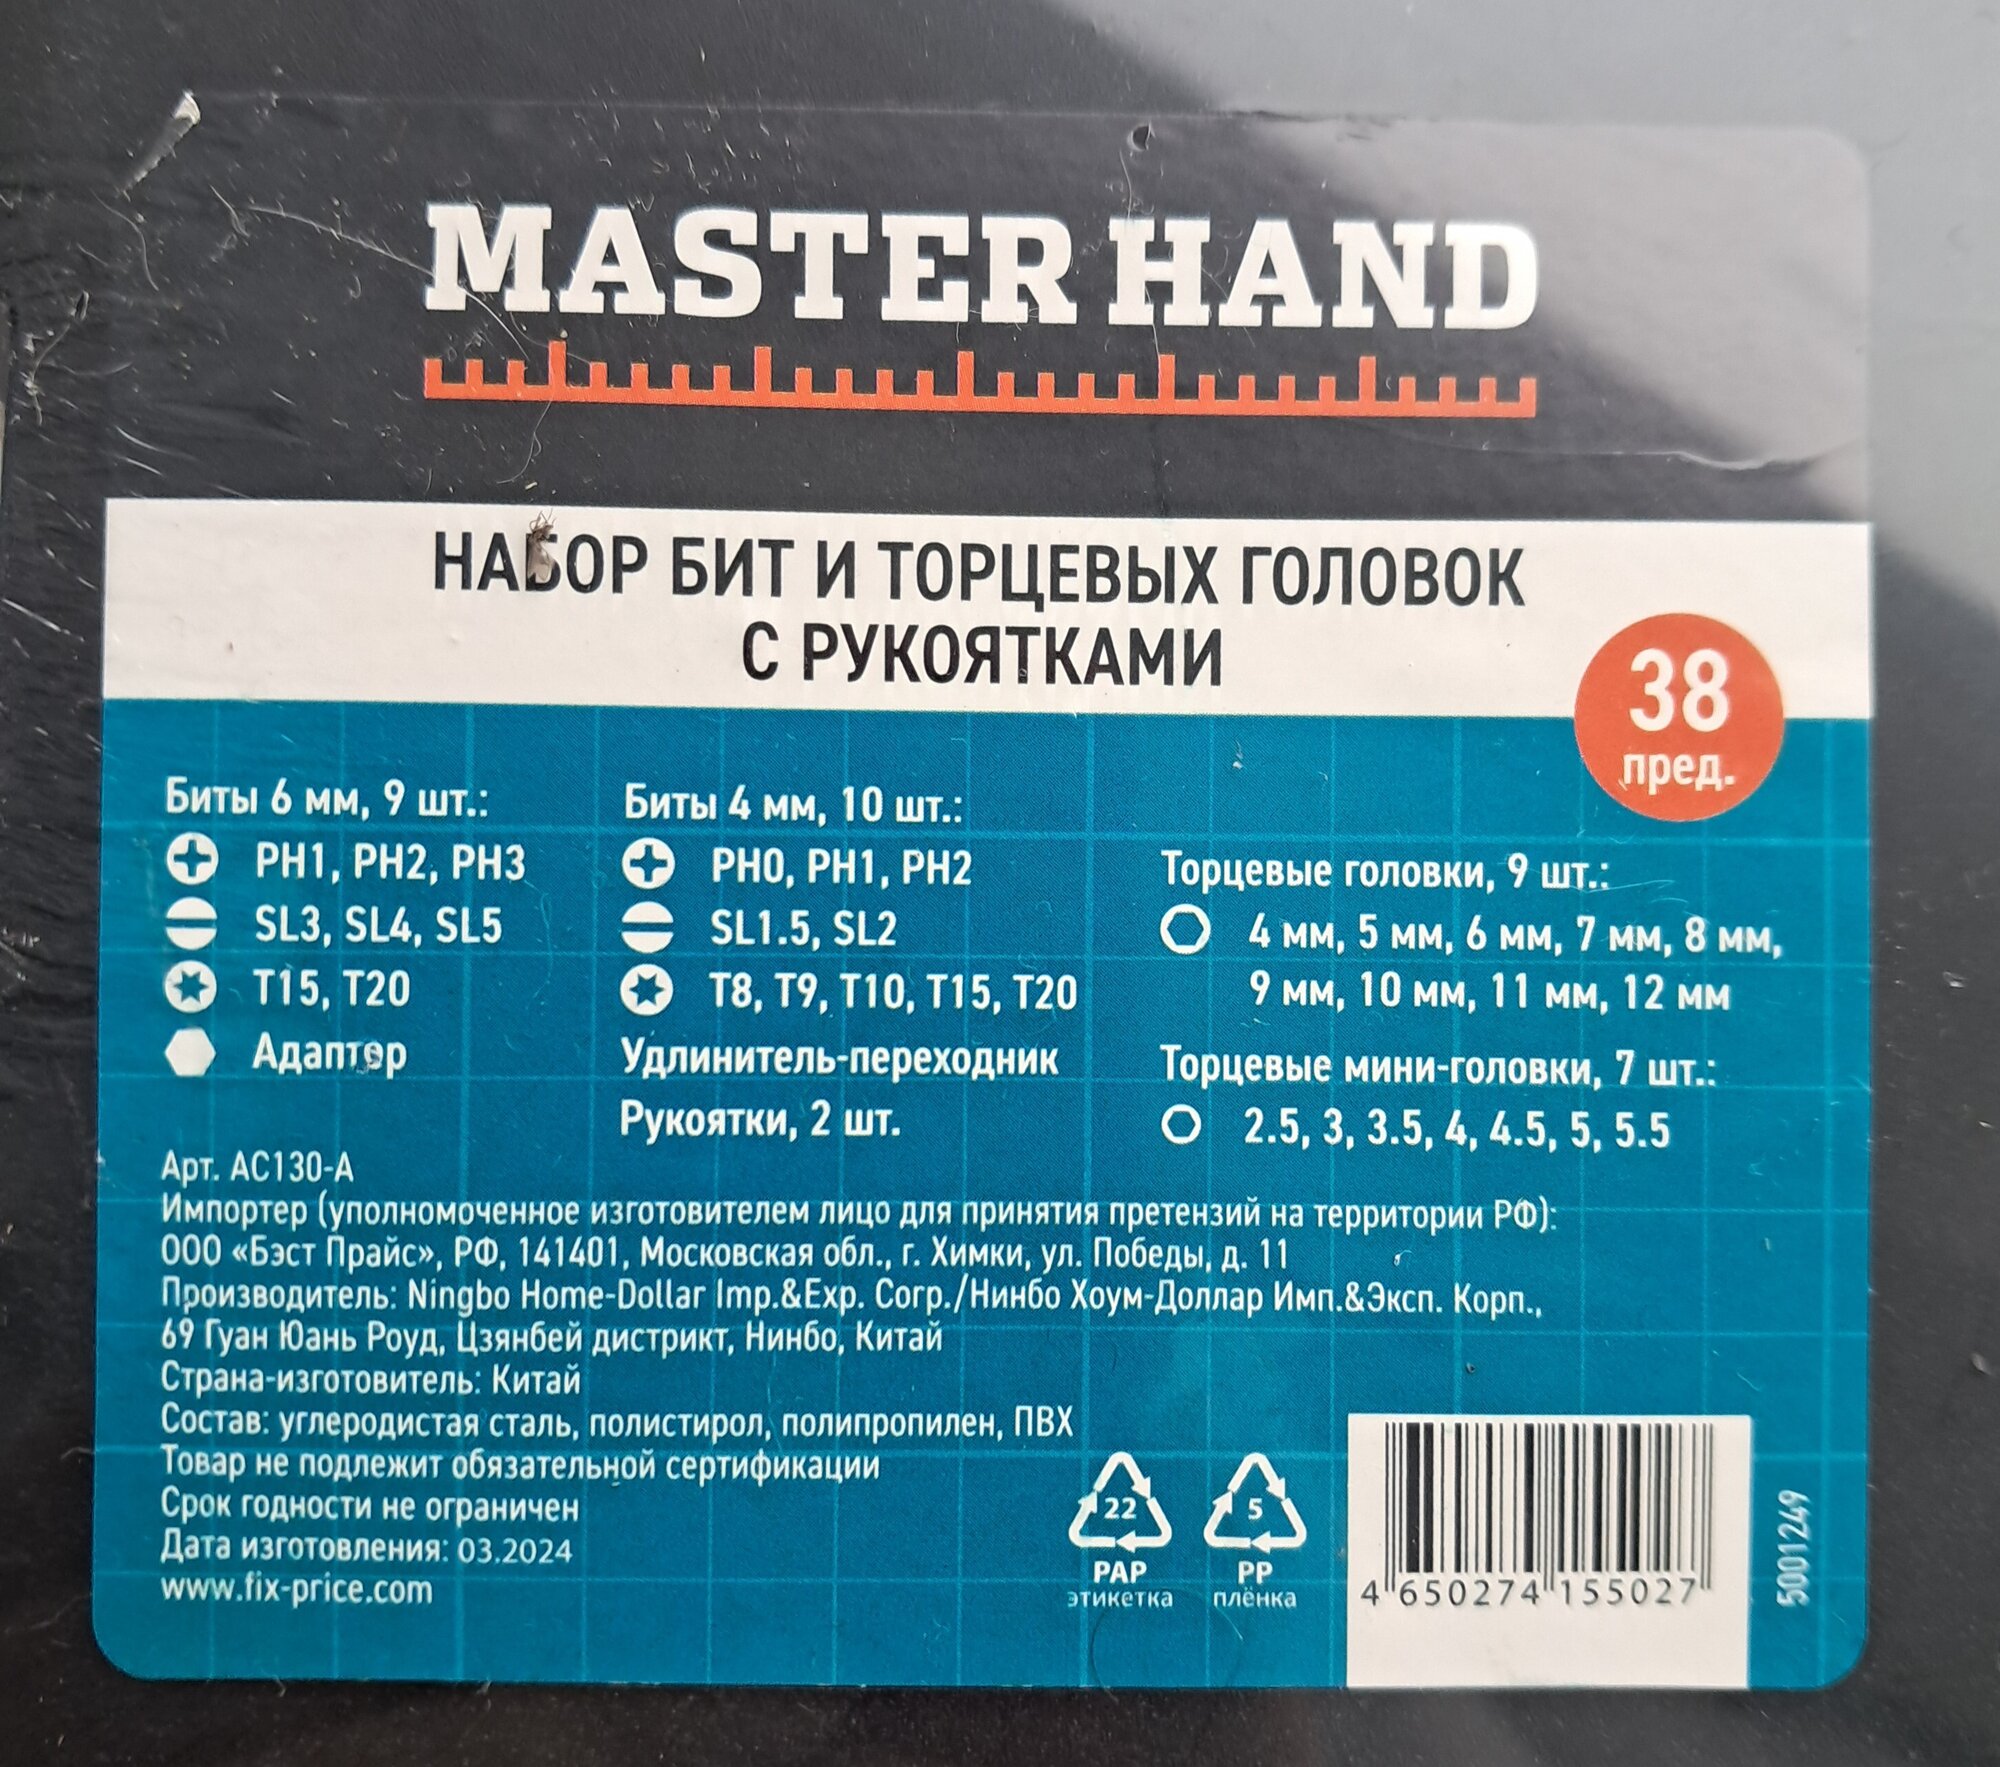 MASTER HAND
НАБОР БИТ И ТОРЦЕВЫХ ГОЛОВОК
С РУКОЯТКАМИ
38
пред.
Биты 6 мм, 9 шт.:
PH1, PH2, PH3
SL3, SL4, SL5
T15, T20
Адаптер
Биты 4 мм, 10 шт.:
PH0, PH1, PH2
SL1.5, SL2
T8, T9, T10, T15, T20
Удлинитель-переходник
Рукоятки, 2 шт.
Торцевые головки, 9 шт.:
4 мм, 5 мм, 6 мм, 7 мм, 8 мм,
9 мм, 10 мм, 11 мм, 12 мм
Торцевые мини-головки, 7 шт.:
2.5, 3, 3.5, 4, 4.5, 5, 5.5
Арт. AC130-A
Импортер (уполномоченное изготовителем лицо для принятия претензий на территории РФ):
ООО «Бэст Прайс», РФ, 141401, Московская обл., г. Химки, ул. Победы, д. 11
Производитель: Ningbo Home-Dollar Imp.&Exp. Corp./Нинбо Хоум-Доллар Имп.&Эксп. Корп.,
69 Гуан Юань Роуд, Цзянбей дистрикт, Нинбо, Китай
Страна-изготовитель: Китай
Состав: углеродистая сталь, полистирол, полипропилен, ПВХ
Товар не подлежит обязательной сертификации
Срок годности не ограничен
Дата изготовления: 03.2024
www.fix-price.com
22
PAP
этикетка
5
PP
плёнка
4 650274 155027
5001249